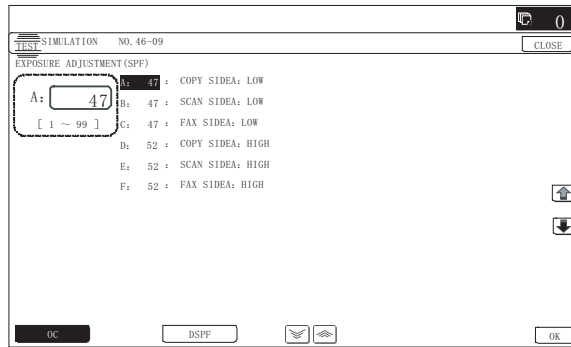 0
TEST SIMULATION NO. 46-09
CLOSE
EXPOSURE ADJUSTMENT(SPF)
A: 47
[ 1 ~ 99 ]
A: 47 : COPY SIDEA: LOW
B: 47 : SCAN SIDEA: LOW
C: 47 : FAX SIDEA: LOW
D: 52 : COPY SIDEA: HIGH
E: 52 : SCAN SIDEA: HIGH
F: 52 : FAX SIDEA: HIGH
OC DSPF OK